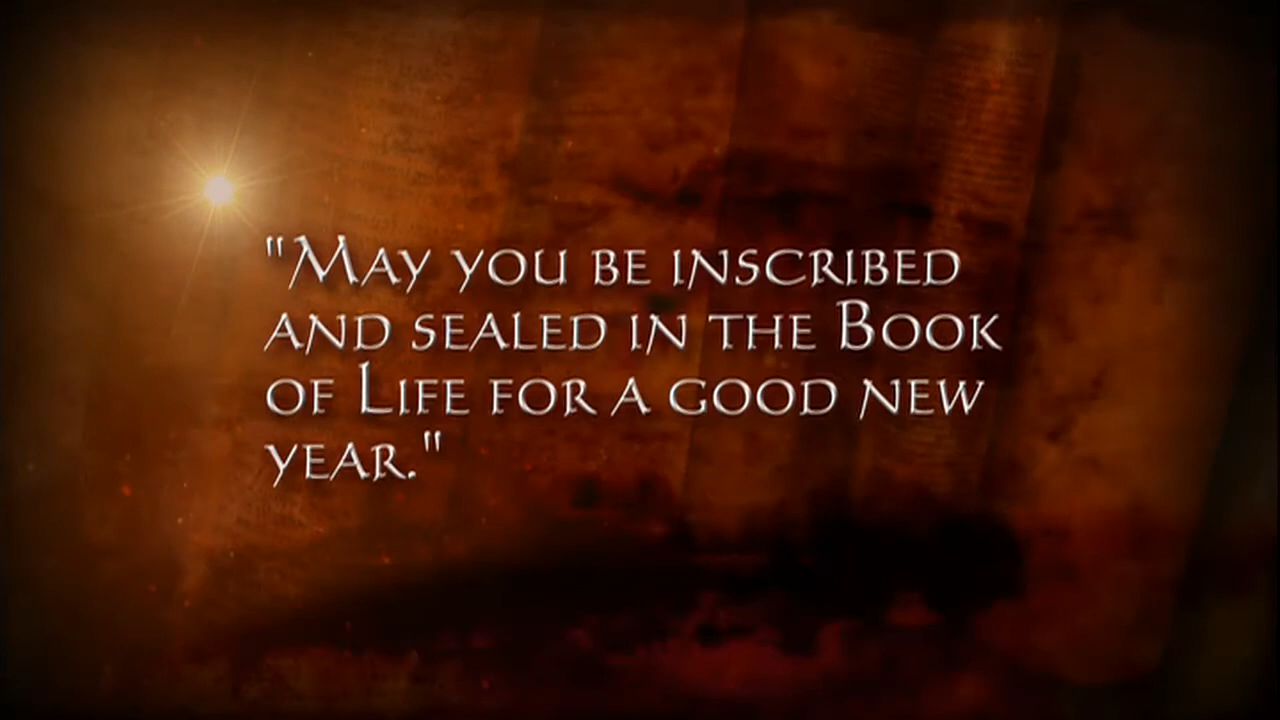 "May you be inscribed
and sealed in the Book
of Life for a good new
year."